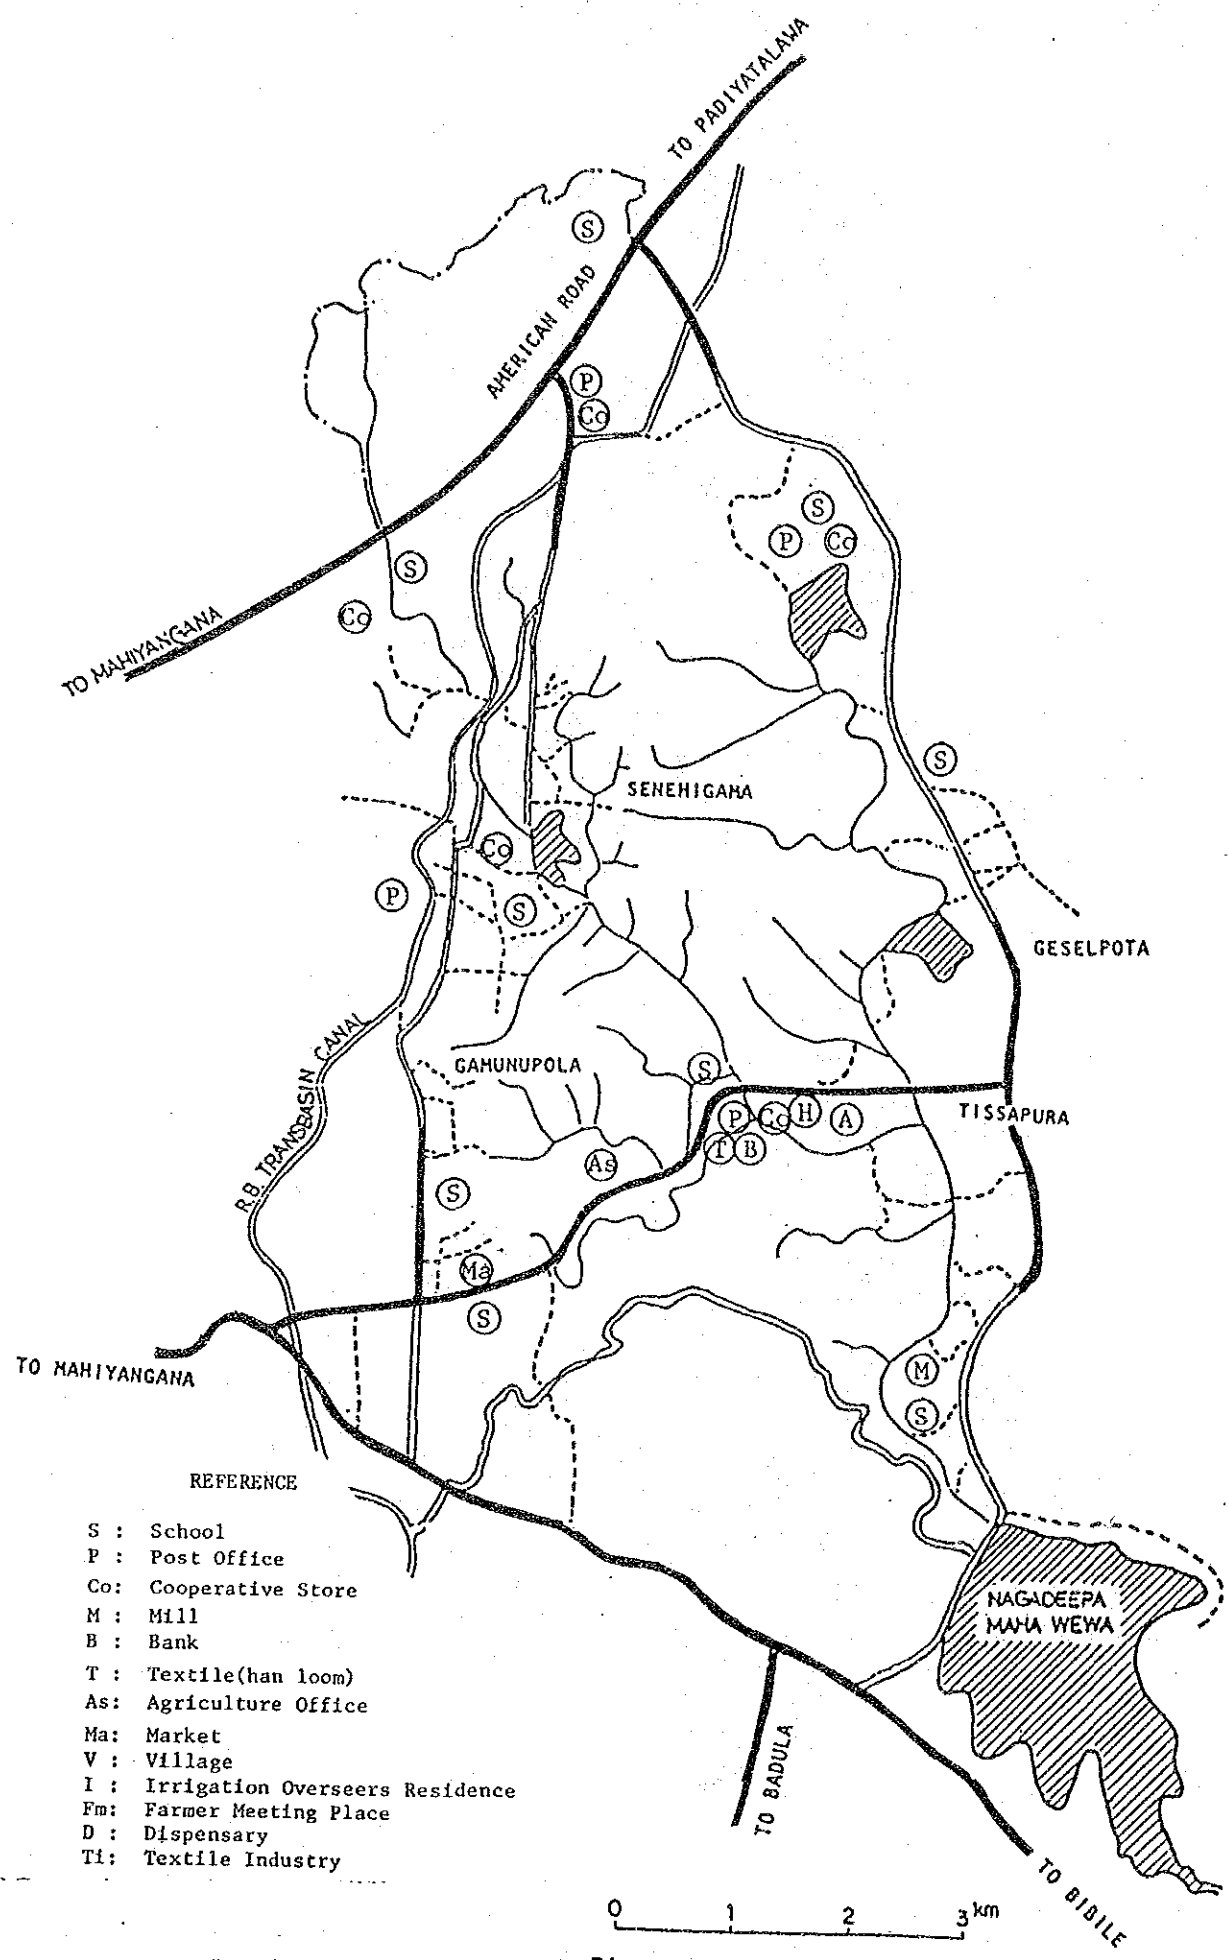 TO PADIYATALAWA
S
AMERICAN ROAD
P
Co
S
P
Co
S
Co
TO MAHIYANGANA
S
SENEHIGAMA
Co
P
S
GESELPOTA
R.B. TRANSBASIN CANAL
GAMUNUPOLA
S
TISSAPURA
P
Co
H
A
T
B
As
S
Ma
S
TO MAHIYANGANA
M
S
REFERENCE
S : School
P : Post Office
Co: Cooperative Store
M : Mill
B : Bank
T : Textile(han loom)
As: Agriculture Office
Ma: Market
V : Village
I : Irrigation Overseers Residence
Fm: Farmer Meeting Place
D : Dispensary
Ti: Textile Industry
NAGADEEPA
MAHA WEWA
TO BADULA
TO BIBILE
0 1 2 3 km